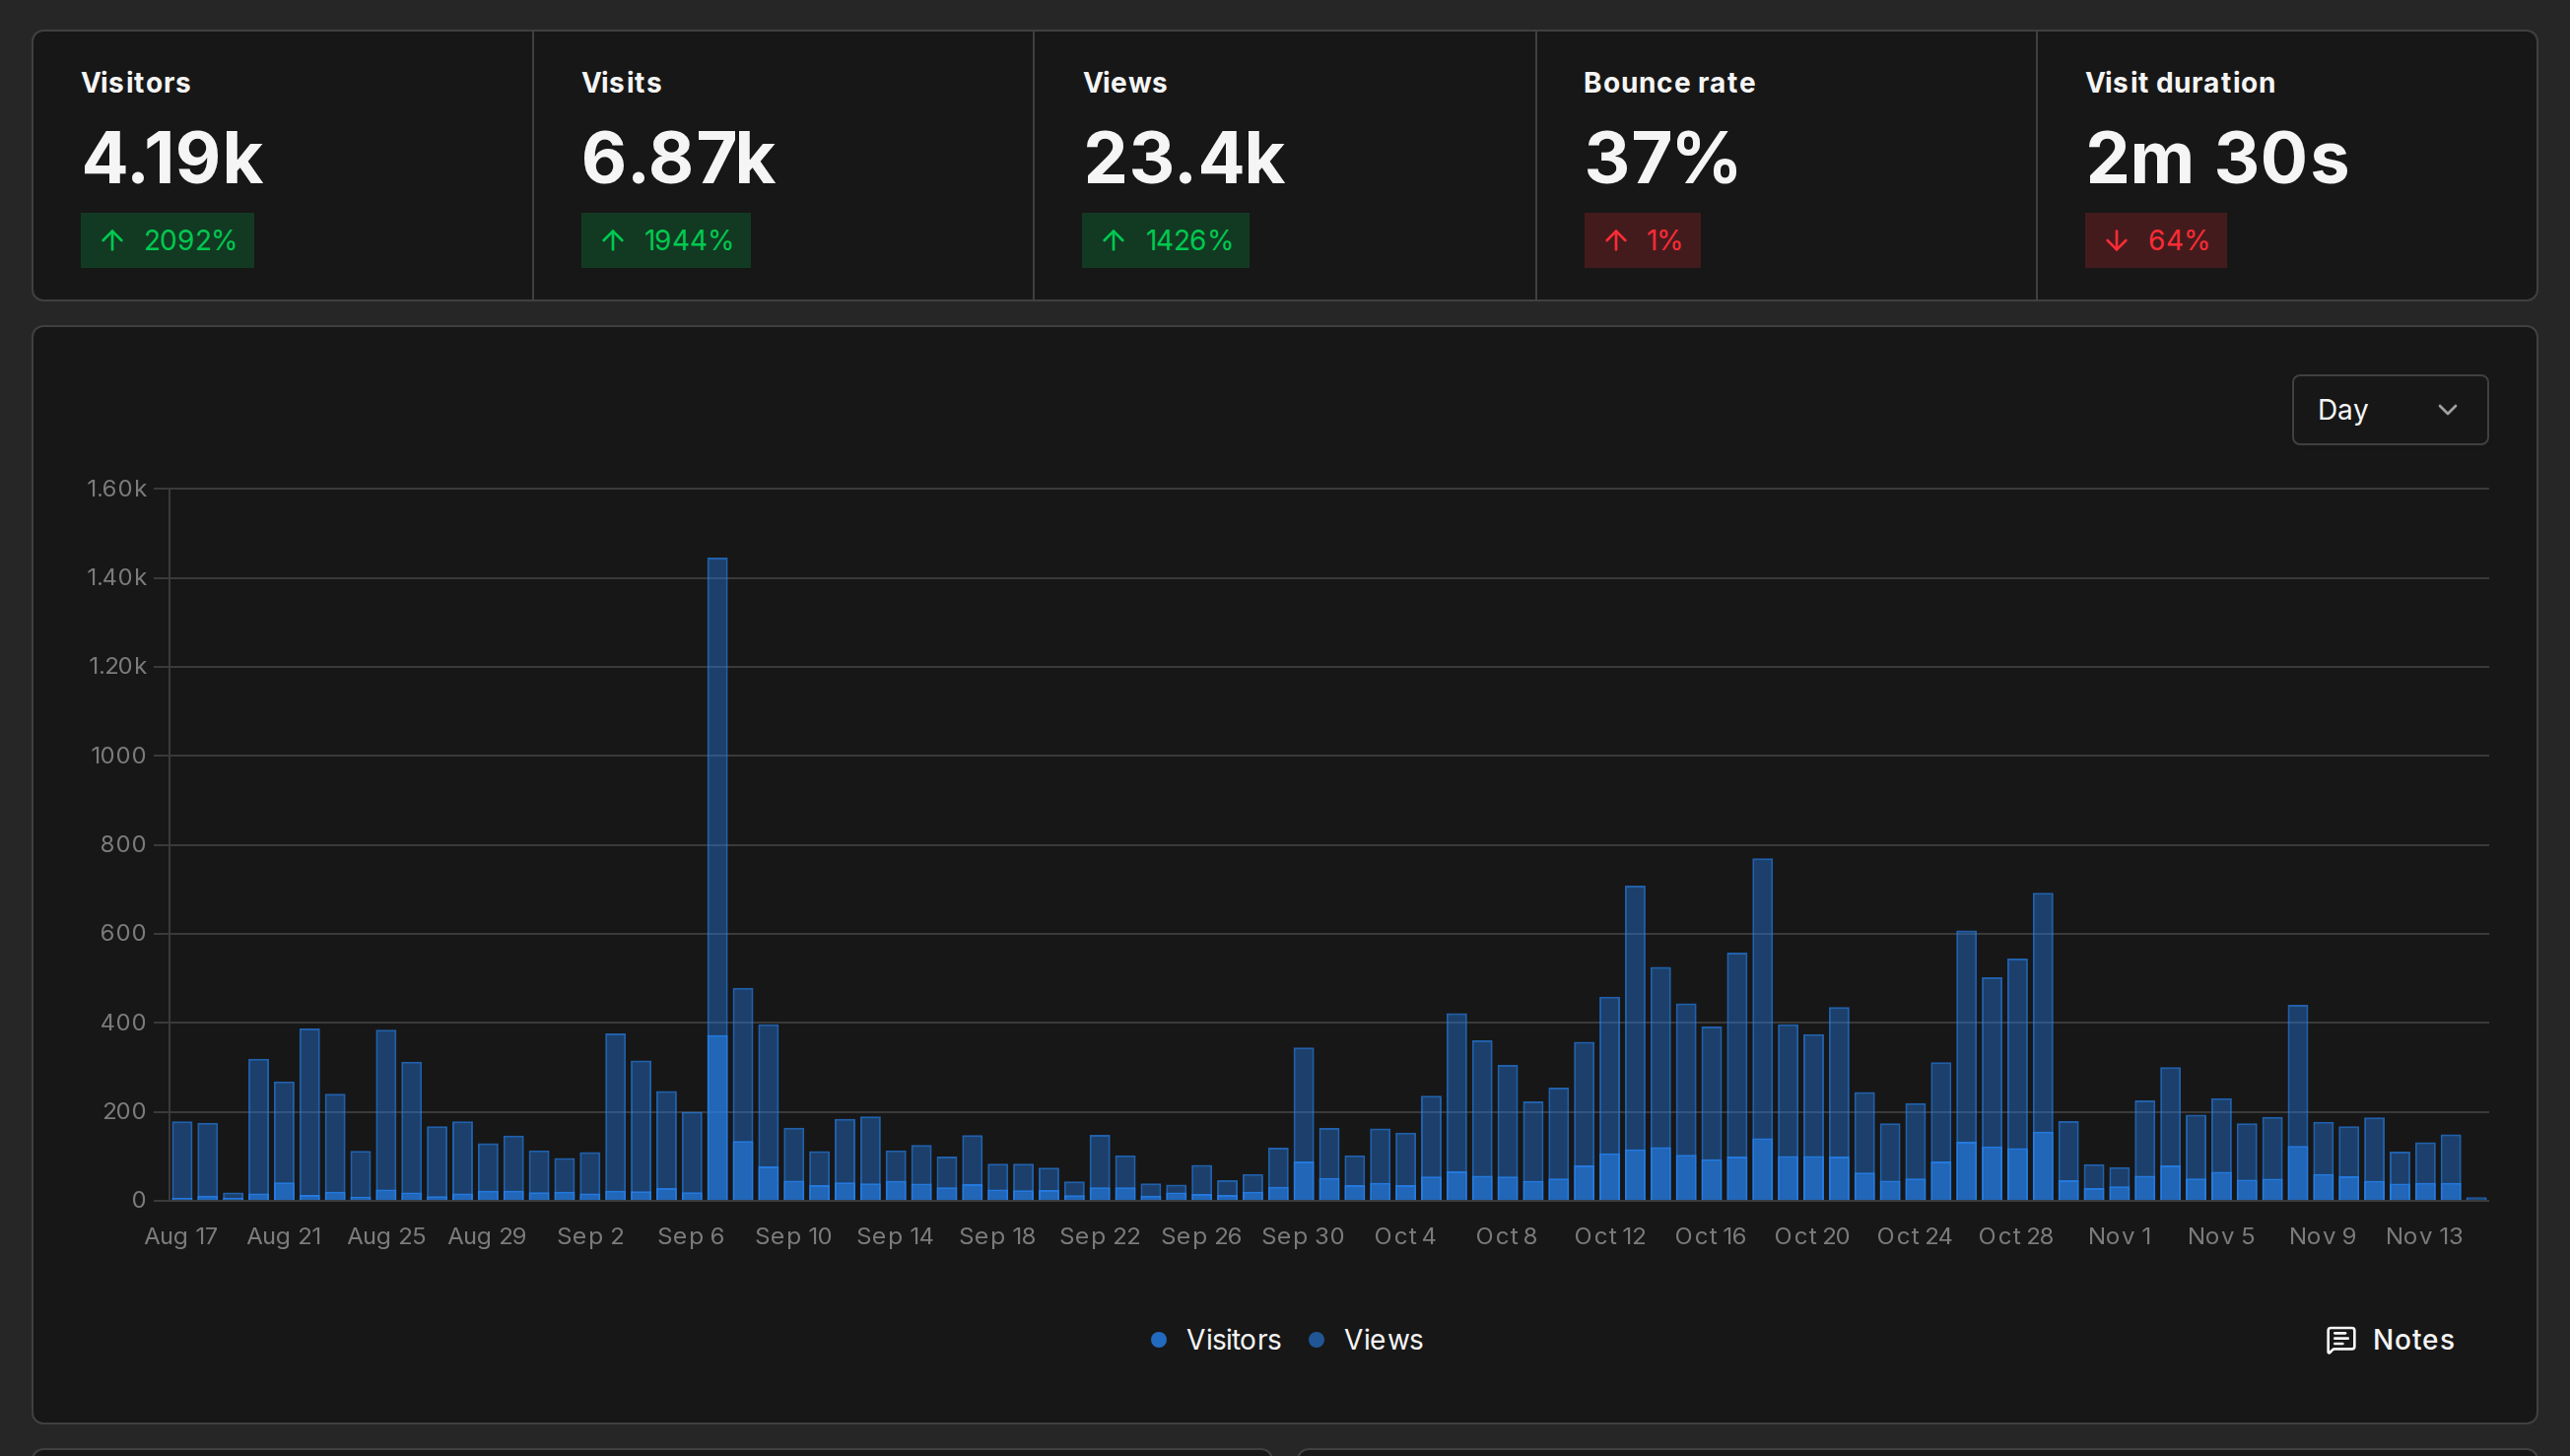 Visitors
4.19k
↑ 2092%
Visits
6.87k
↑ 1944%
Views
23.4k
↑ 1426%
Bounce rate
37%
↑ 1%
Visit duration
2m 30s
↓ 64%
Day
1.60k
1.40k
1.20k
1000
800
600
400
200
0
Aug 17 Aug 21 Aug 25 Aug 29 Sep 2 Sep 6 Sep 10 Sep 14 Sep 18 Sep 22 Sep 26 Sep 30 Oct 4 Oct 8 Oct 12 Oct 16 Oct 20 Oct 24 Oct 28 Nov 1 Nov 5 Nov 9 Nov 13
Visitors Views
Notes